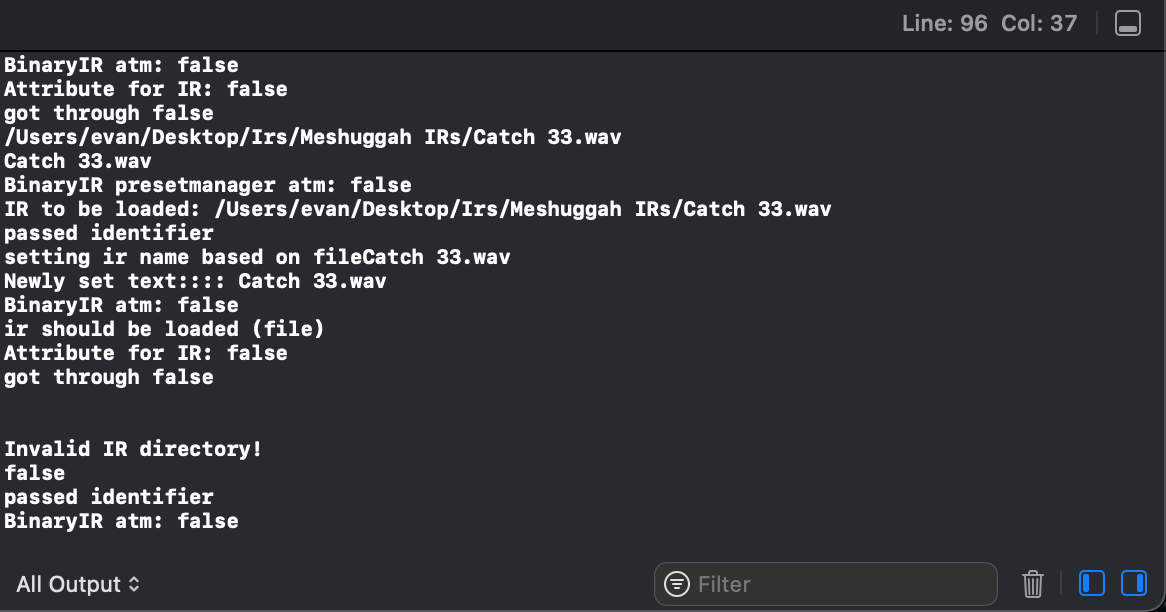 Line: 96 Col: 37
BinaryIR atm: false
Attribute for IR: false
got through false
/Users/evan/Desktop/Irs/Meshuggah IRs/Catch 33.wav
Catch 33.wav
BinaryIR presetmanager atm: false
IR to be loaded: /Users/evan/Desktop/Irs/Meshuggah IRs/Catch 33.wav
passed identifier
setting ir name based on fileCatch 33.wav
Newly set text:::: Catch 33.wav
BinaryIR atm: false
ir should be loaded (file)
Attribute for IR: false
got through false
Invalid IR directory!
false
passed identifier
BinaryIR atm: false
All Output
Filter